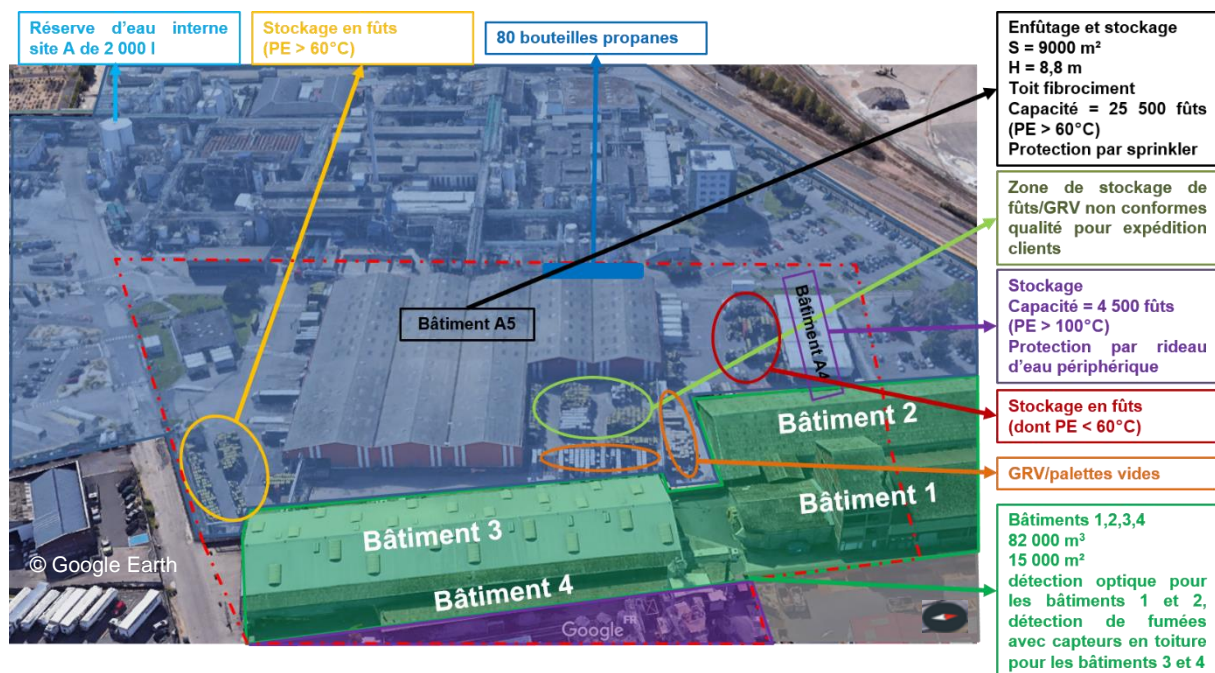 Réserve d'eau interne
site A de 2 000 l
Stockage en fûts
(PE > 60°C)
80 bouteilles propanes
Enfûtage et stockage
S = 9000 m²
H = 8,8 m
Toit fibrociment
Capacité = 25 500 fûts
(PE > 60°C)
Protection par sprinkler
Zone de stockage de
fûts/GRV non conformes
qualité pour expédition
clients
Stockage
Capacité = 4 500 fûts
(PE > 100°C)
Protection par rideau
d'eau périphérique
Stockage en fûts
(dont PE < 60°C)
GRV/palettes vides
Bâtiments 1,2,3,4
82 000 m³
15 000 m²
détection optique pour
les bâtiments 1 et 2,
détection de fumées
avec capteurs en toiture
pour les bâtiments 3 et 4
Bâtiment A5
Bâtiment A4
Bâtiment 2
Bâtiment 1
Bâtiment 3
Bâtiment 4
© Google Earth
Google
FR